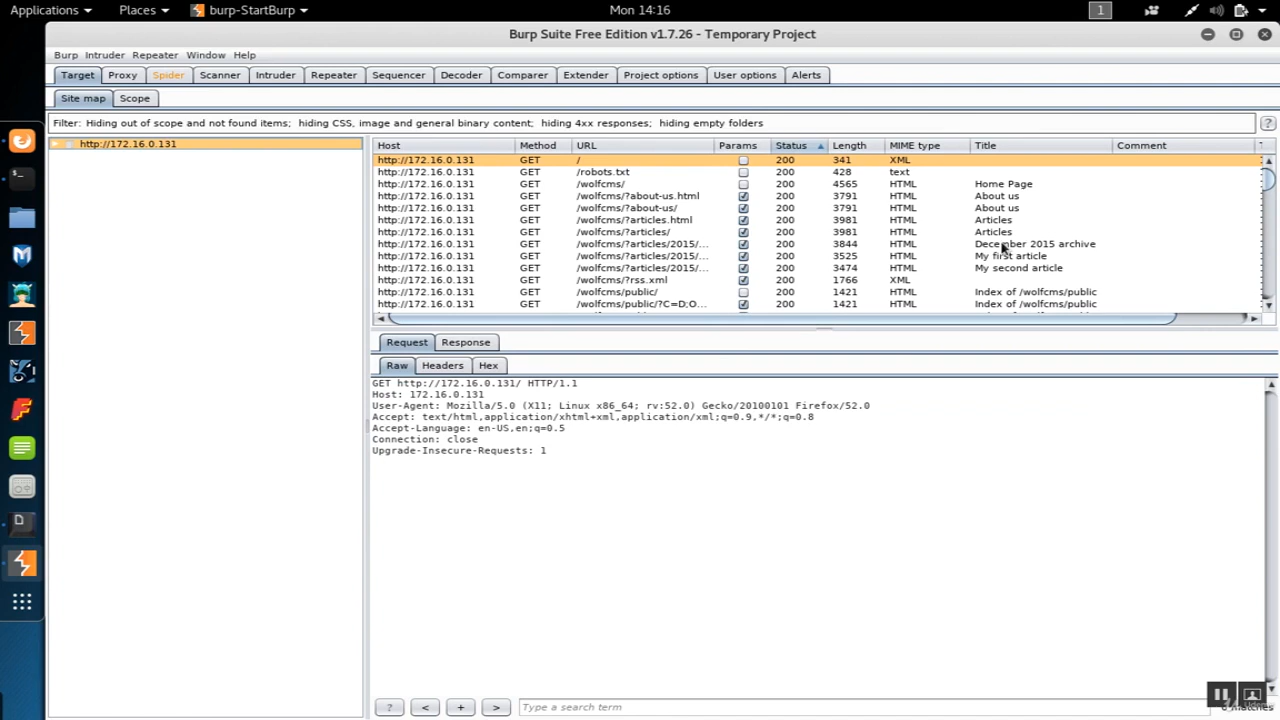 Applications Places burp-StartBurp Mon 14:16 1
Burp Suite Free Edition v1.7.26 - Temporary Project
Burp Intruder Repeater Window Help
Target Proxy Spider Scanner Intruder Repeater Sequencer Decoder Comparer Extender Project options User options Alerts
Site map Scope
Filter: Hiding out of scope and not found items; hiding CSS, image and general binary content; hiding 4xx responses; hiding empty folders ?
http://172.16.0.131
Host Method URL Params Status Length MIME type Title Comment
http://172.16.0.131 GET / 200 341 XML
http://172.16.0.131 GET /robots.txt 200 428 text
http://172.16.0.131 GET /wolfcms/ 200 4565 HTML Home Page
http://172.16.0.131 GET /wolfcms/?about-us.html 200 3791 HTML About us
http://172.16.0.131 GET /wolfcms/?about-us/ 200 3791 HTML About us
http://172.16.0.131 GET /wolfcms/?articles.html 200 3981 HTML Articles
http://172.16.0.131 GET /wolfcms/?articles/ 200 3981 HTML Articles
http://172.16.0.131 GET /wolfcms/?articles/2015/... 200 3844 HTML December 2015 archive
http://172.16.0.131 GET /wolfcms/?articles/2015/... 200 3525 HTML My first article
http://172.16.0.131 GET /wolfcms/?articles/2015/... 200 3474 HTML My second article
http://172.16.0.131 GET /wolfcms/?rss.xml 200 1766 XML
http://172.16.0.131 GET /wolfcms/public/ 200 1421 HTML Index of /wolfcms/public
http://172.16.0.131 GET /wolfcms/public/?C=D;O... 200 1421 HTML Index of /wolfcms/public
Request Response
Raw Headers Hex
GET http://172.16.0.131/ HTTP/1.1
Host: 172.16.0.131
User-Agent: Mozilla/5.0 (X11; Linux x86_64; rv:52.0) Gecko/20100101 Firefox/52.0
Accept: text/html,application/xhtml+xml,application/xml;q=0.9,*/*;q=0.8
Accept-Language: en-US,en;q=0.5
Connection: close
Upgrade-Insecure-Requests: 1
? < + > Type a search term matches